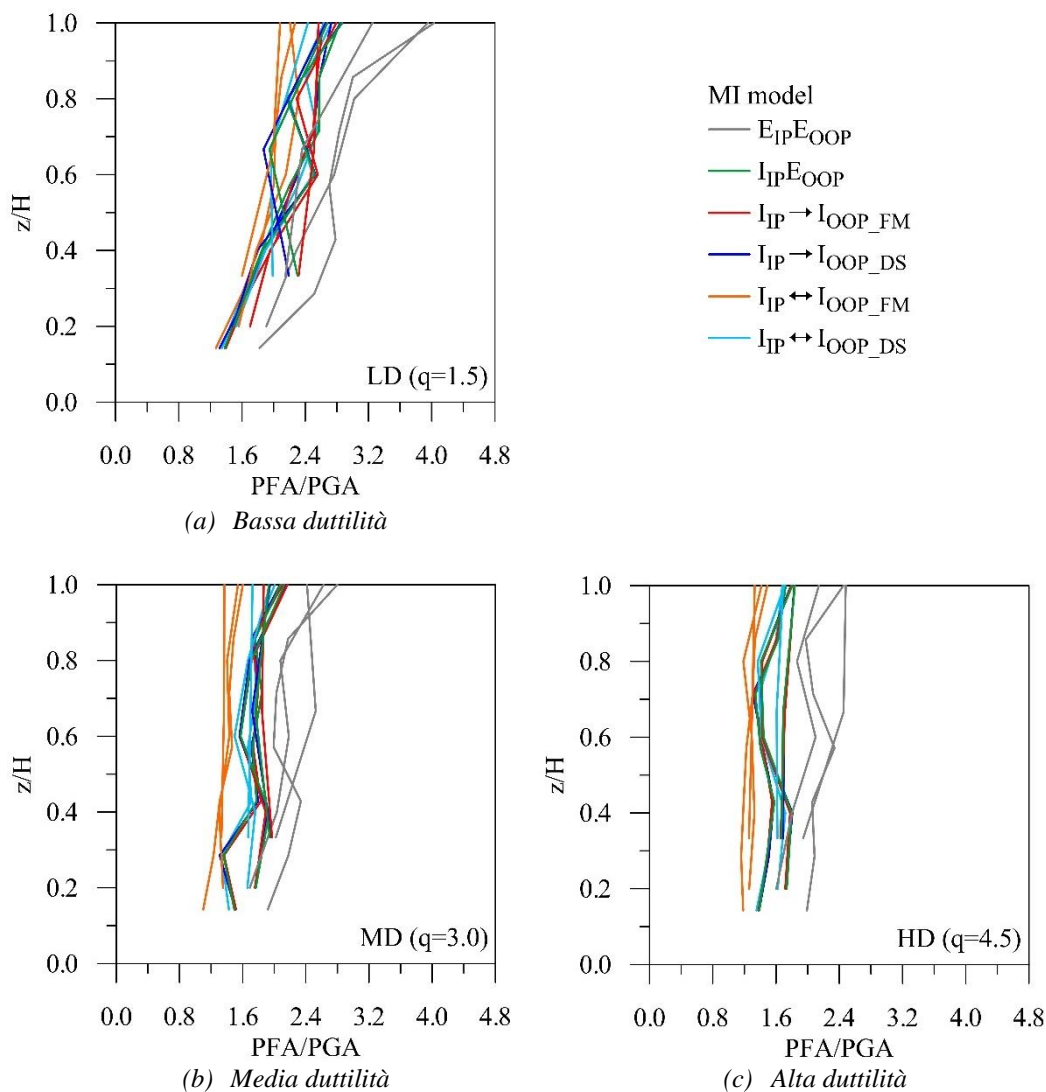 1.0
0.8
0.6
z/H
0.4
0.2
LD (q=1.5)
0.0
0.0 0.8 1.6 2.4 3.2 4.0 4.8
PFA/PGA
(a) Bassa duttilità
MI model
E_IP E_OOP
I_IP E_OOP
I_IP → I_OOP_FM
I_IP → I_OOP_DS
I_IP ↔ I_OOP_FM
I_IP ↔ I_OOP_DS
1.0
0.8
0.6
z/H
0.4
0.2
MD (q=3.0)
0.0
0.0 0.8 1.6 2.4 3.2 4.0 4.8
PFA/PGA
(b) Media duttilità
1.0
0.8
0.6
z/H
0.4
0.2
HD (q=4.5)
0.0
0.0 0.8 1.6 2.4 3.2 4.0 4.8
PFA/PGA
(c) Alta duttilità